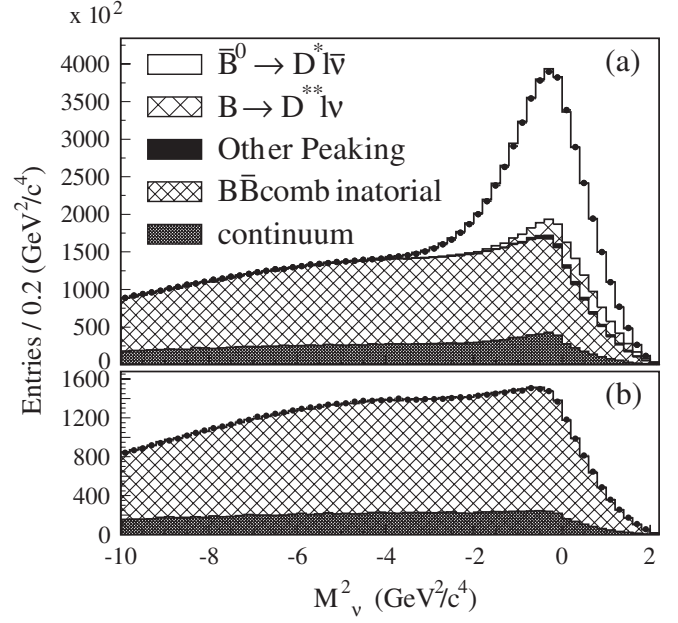 x 10²
(a)
B̄⁰ → D*lν̄
B → D**lν
Other Peaking
BB̄comb inatorial
continuum
4000
3500
3000
2500
2000
1500
1000
500
0
Entries / 0.2 (GeV²/c⁴)
(b)
1600
1200
800
400
0
-10 -8 -6 -4 -2 0 2
M²ν (GeV²/c⁴)